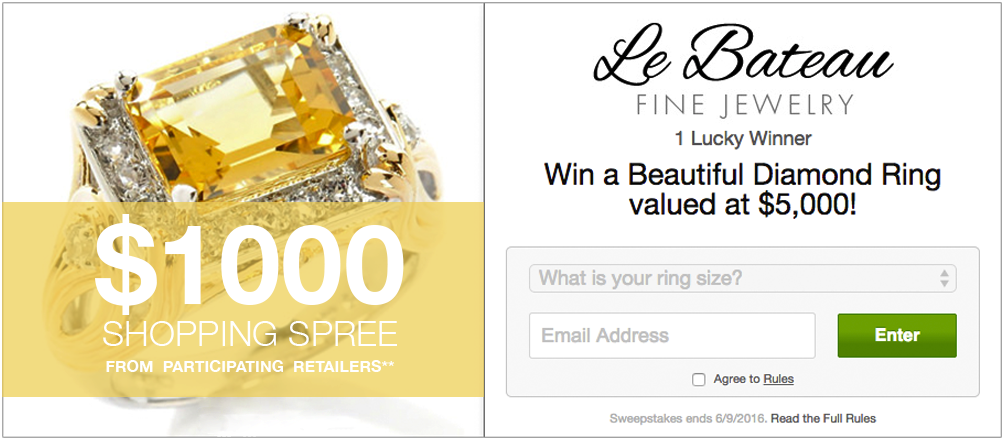 $1000
SHOPPING SPREE
FROM PARTICIPATING RETAILERS**
Le Bateau
FINE JEWELRY
1 Lucky Winner
Win a Beautiful Diamond Ring
valued at $5,000!
What is your ring size?
Email Address
Enter
Agree to Rules
Sweepstakes ends 6/9/2016. Read the Full Rules